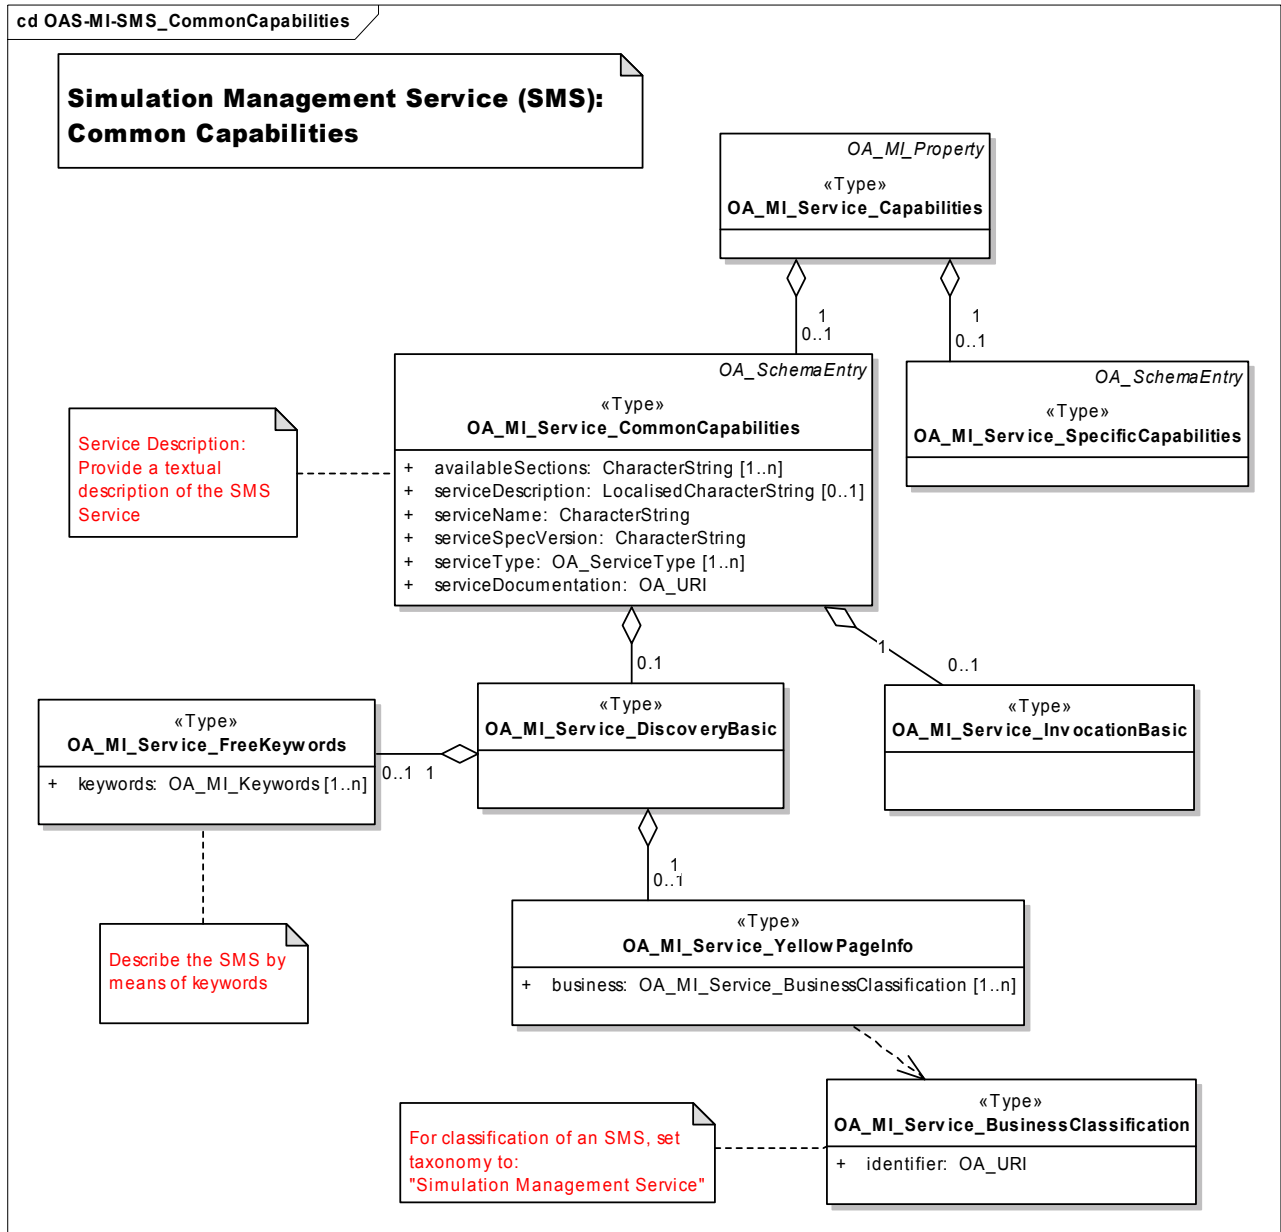 cd OAS-MI-SMS_CommonCapabilities
Simulation Management Service (SMS):
Common Capabilities
OA_MI_Property
«Type»
OA_MI_Service_Capabilities
1
0..1
1
0..1
OA_SchemaEntry
«Type»
OA_MI_Service_CommonCapabilities
+ availableSections: CharacterString [1..n]
+ serviceDescription: LocalisedCharacterString [0..1]
+ serviceName: CharacterString
+ serviceSpecVersion: CharacterString
+ serviceType: OA_ServiceType [1..n]
+ serviceDocumentation: OA_URI
OA_SchemaEntry
«Type»
OA_MI_Service_SpecificCapabilities
Service Description:
Provide a textual
description of the SMS
Service
0.1
1
0..1
«Type»
OA_MI_Service_FreeKeywords
+ keywords: OA_MI_Keywords [1..n]
0..1 1
«Type»
OA_MI_Service_DiscoveryBasic
«Type»
OA_MI_Service_InvocationBasic
1
0..1
Describe the SMS by
means of keywords
«Type»
OA_MI_Service_YellowPageInfo
+ business: OA_MI_Service_BusinessClassification [1..n]
For classification of an SMS, set
taxonomy to:
"Simulation Management Service"
«Type»
OA_MI_Service_BusinessClassification
+ identifier: OA_URI